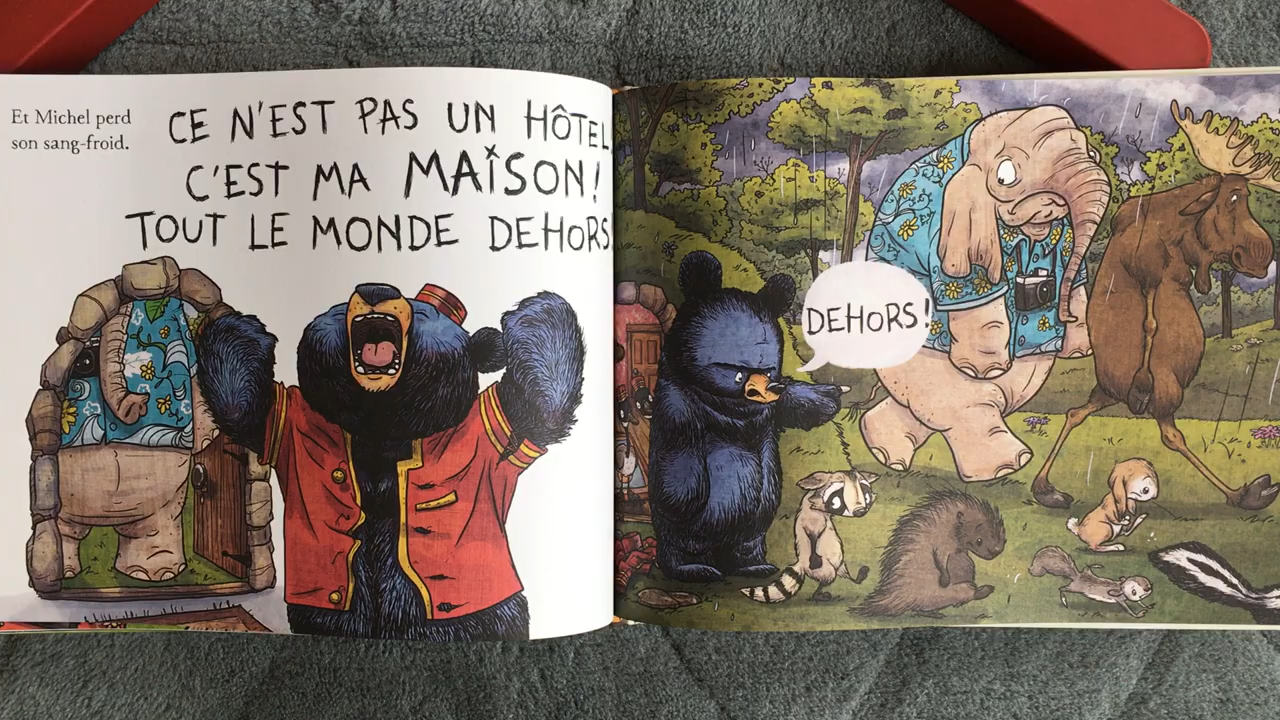 Et Michel perd
son sang-froid.
CE N'EST PAS UN HÔTEL
C'EST MA MAISON!
TOUT LE MONDE DEHORS
DEHORS!